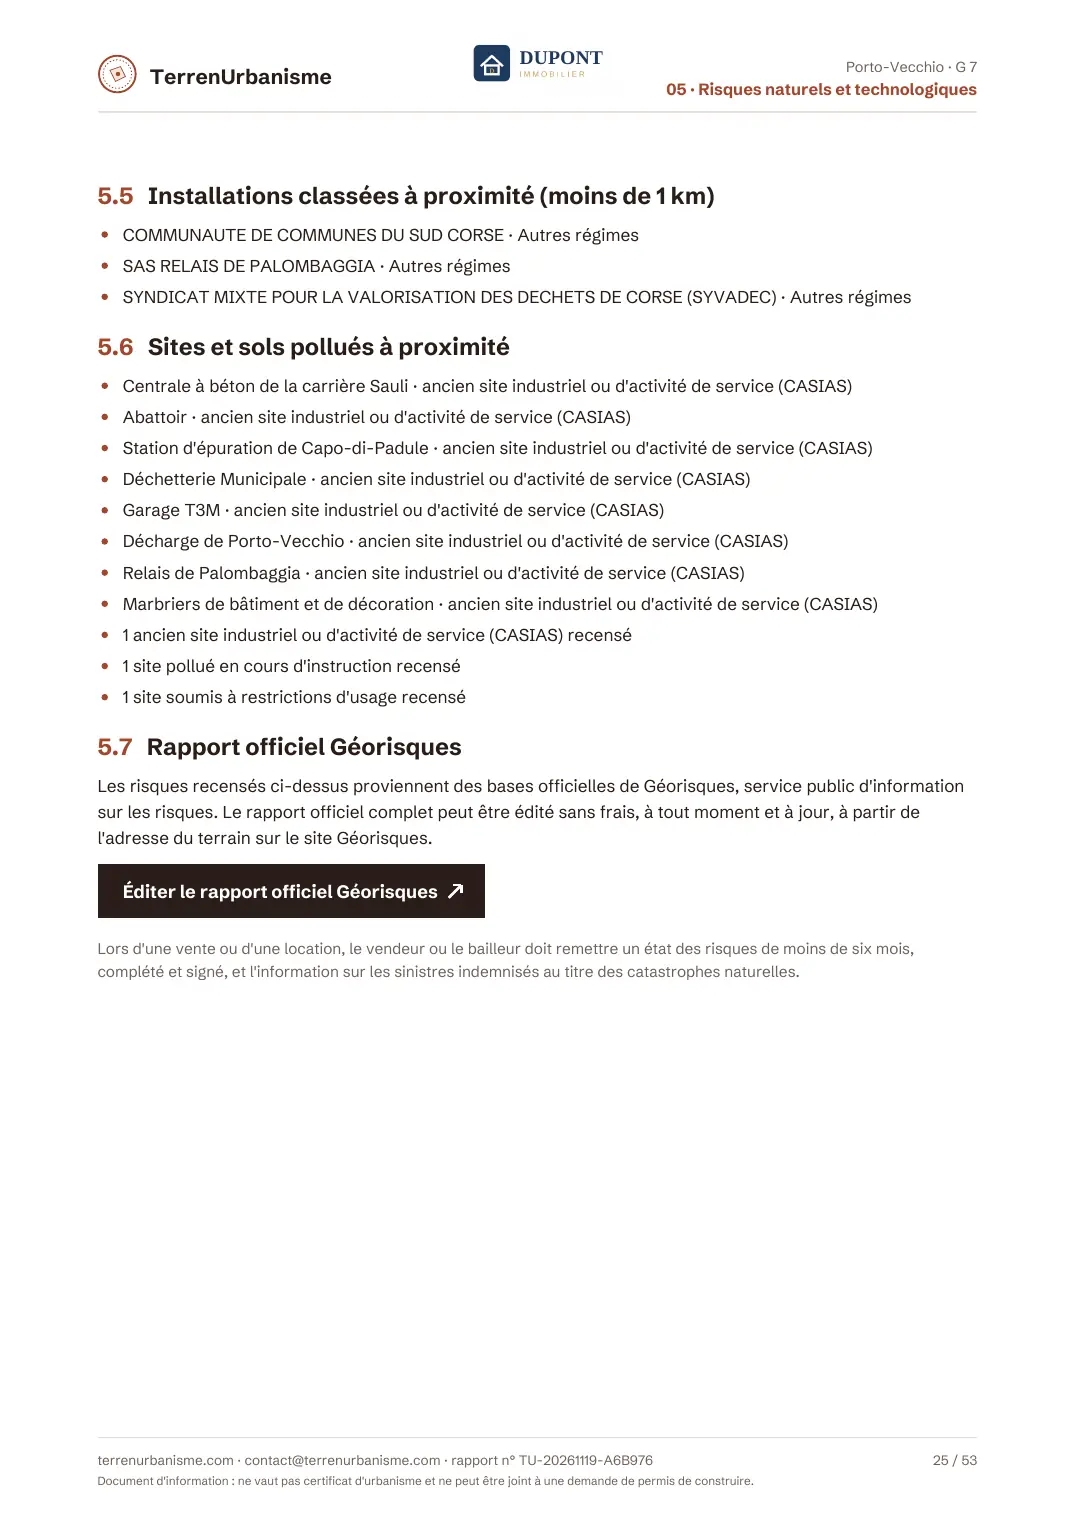 TerrenUrbanisme
DUPONT
IMMOBILIER
Porto-Vecchio · G 7
05 · Risques naturels et technologiques
5.5 Installations classées à proximité (moins de 1 km)
• COMMUNAUTE DE COMMUNES DU SUD CORSE · Autres régimes
• SAS RELAIS DE PALOMBAGGIA · Autres régimes
• SYNDICAT MIXTE POUR LA VALORISATION DES DECHETS DE CORSE (SYVADEC) · Autres régimes
5.6 Sites et sols pollués à proximité
• Centrale à béton de la carrière Sauli · ancien site industriel ou d'activité de service (CASIAS)
• Abattoir · ancien site industriel ou d'activité de service (CASIAS)
• Station d'épuration de Capo-di-Padule · ancien site industriel ou d'activité de service (CASIAS)
• Déchetterie Municipale · ancien site industriel ou d'activité de service (CASIAS)
• Garage T3M · ancien site industriel ou d'activité de service (CASIAS)
• Décharge de Porto-Vecchio · ancien site industriel ou d'activité de service (CASIAS)
• Relais de Palombaggia · ancien site industriel ou d'activité de service (CASIAS)
• Marbriers de bâtiment et de décoration · ancien site industriel ou d'activité de service (CASIAS)
• 1 ancien site industriel ou d'activité de service (CASIAS) recensé
• 1 site pollué en cours d'instruction recensé
• 1 site soumis à restrictions d'usage recensé
5.7 Rapport officiel Géorisques
Les risques recensés ci-dessus proviennent des bases officielles de Géorisques, service public d'information
sur les risques. Le rapport officiel complet peut être édité sans frais, à tout moment et à jour, à partir de
l'adresse du terrain sur le site Géorisques.
Éditer le rapport officiel Géorisques ↗
Lors d'une vente ou d'une location, le vendeur ou le bailleur doit remettre un état des risques de moins de six mois,
complété et signé, et l'information sur les sinistres indemnisés au titre des catastrophes naturelles.
terrenurbanisme.com · contact@terrenurbanisme.com · rapport n° TU-20261119-A6B976
25 / 53
Document d'information : ne vaut pas certificat d'urbanisme et ne peut être joint à une demande de permis de construire.